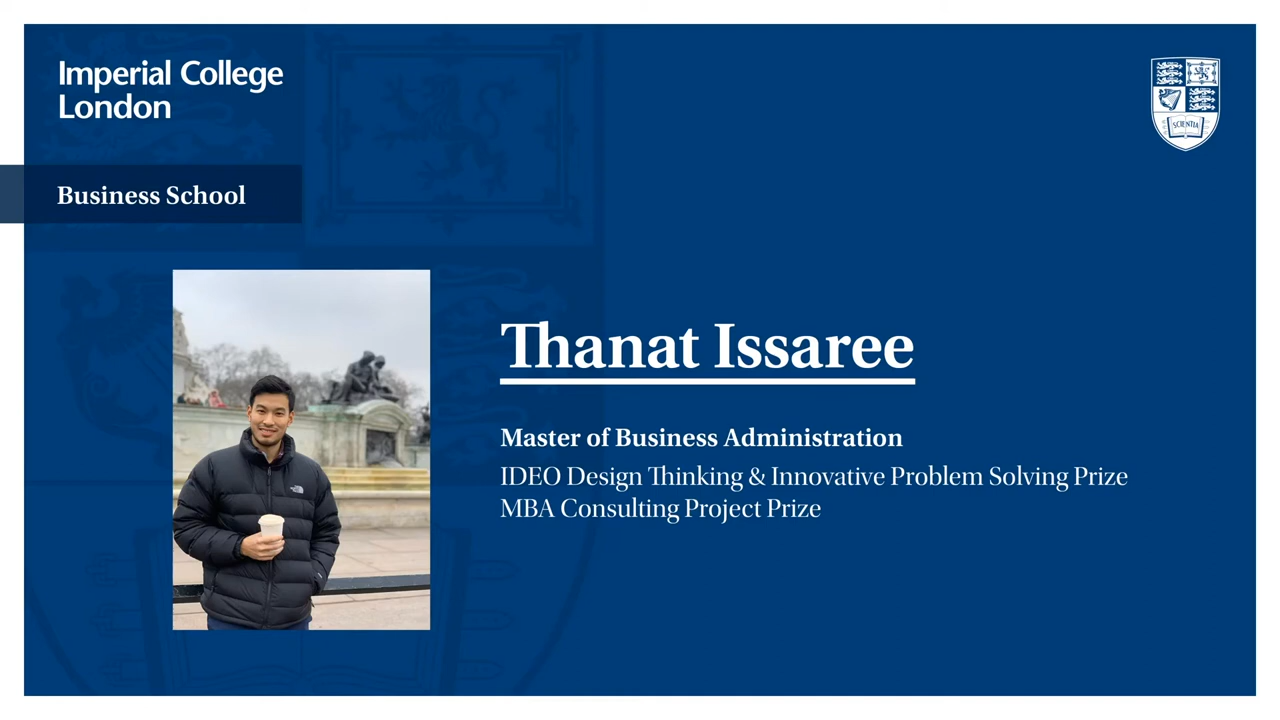 Imperial College
London
Business School
SCIENTIA
Thanat Issaree
Master of Business Administration
IDEO Design Thinking & Innovative Problem Solving Prize
MBA Consulting Project Prize